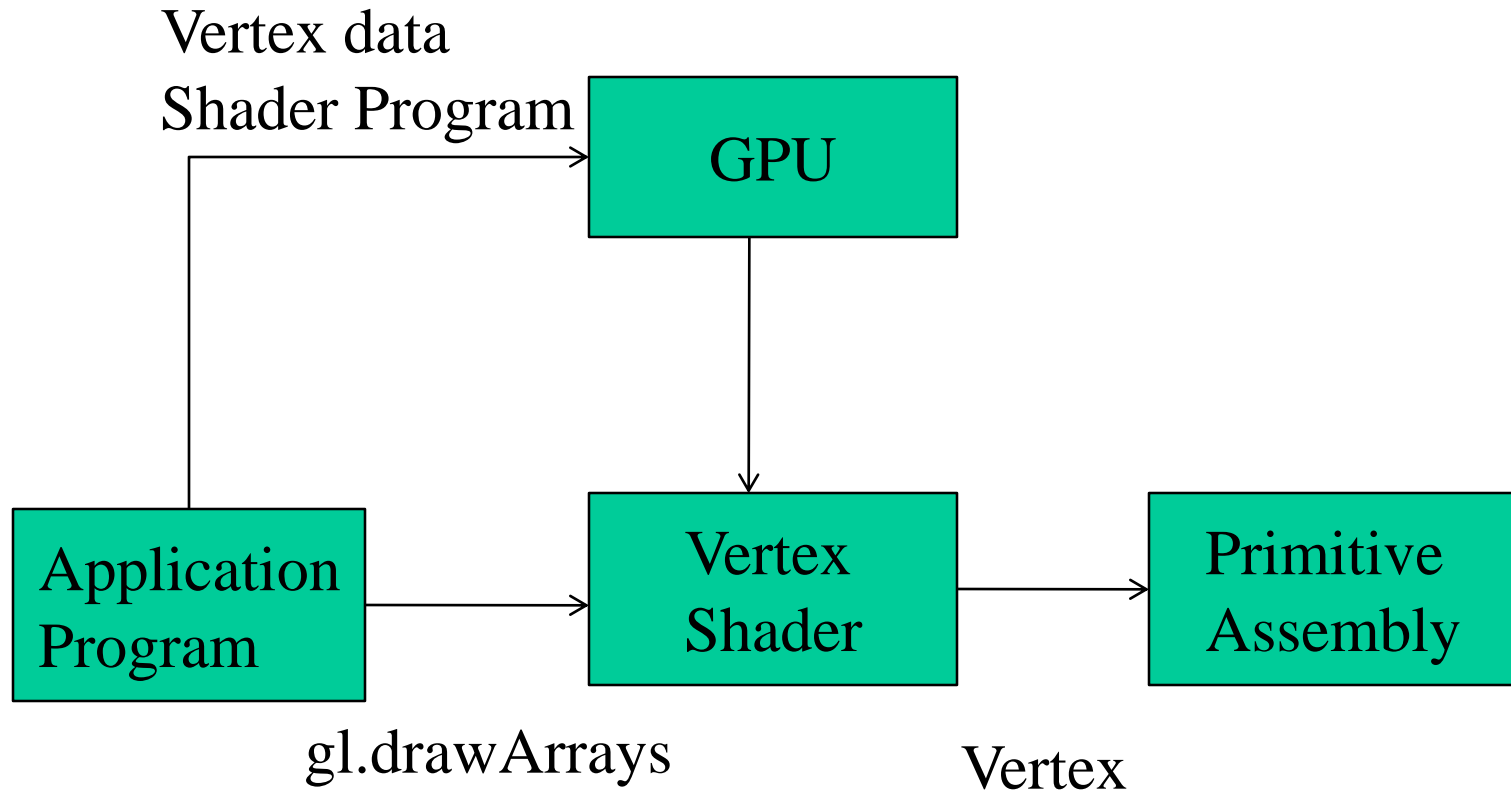 Vertex data
Shader Program
GPU
Application
Program
Vertex
Shader
Primitive
Assembly
gl.drawArrays
Vertex